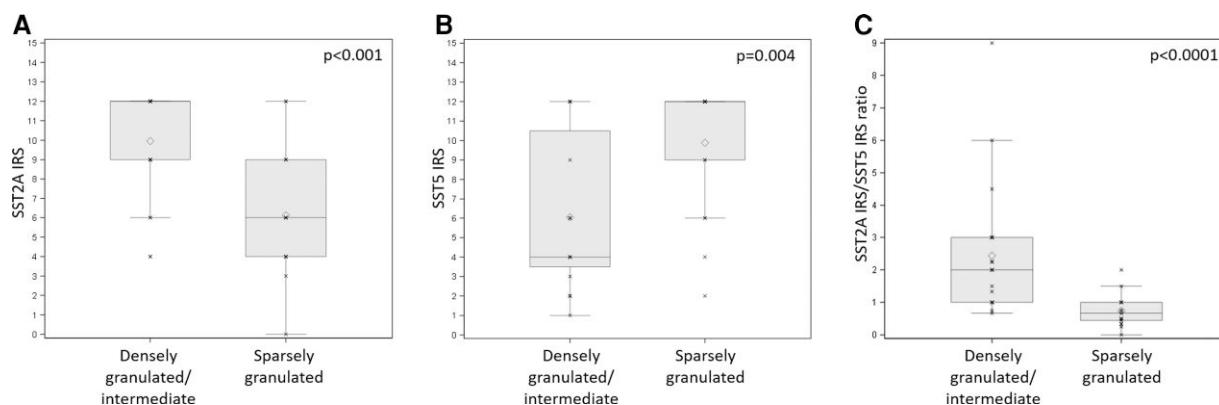 A
p<0.001
SST2A IRS
15
14
13
12
11
10
9
8
7
6
5
4
3
2
1
0
Densely
granulated/
intermediate
Sparsely
granulated
B
p=0.004
SST5 IRS
15
14
13
12
11
10
9
8
7
6
5
4
3
2
1
0
Densely
granulated/
intermediate
Sparsely
granulated
C
p<0.0001
SST2A IRS/SST5 IRS ratio
9
8
7
6
5
4
3
2
1
0
Densely
granulated/
intermediate
Sparsely
granulated